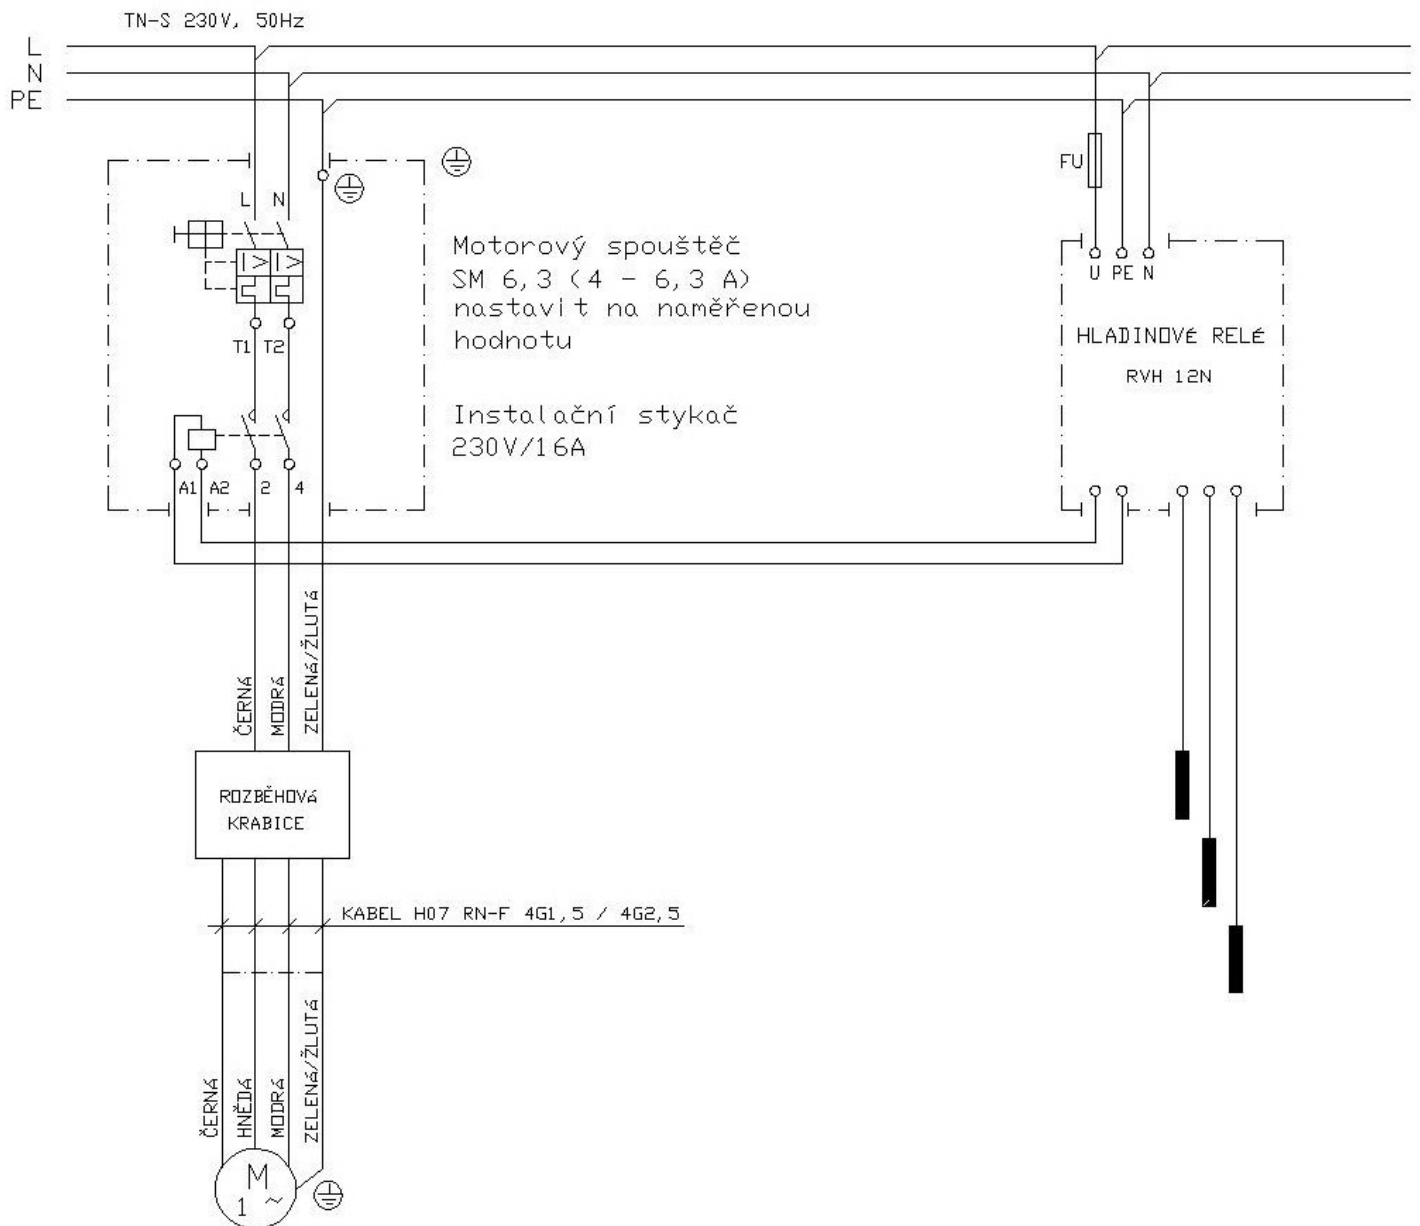 TN-S 230V, 50Hz
L
N
PE
FU
L N
U PE N
Motorový spouštěč
SM 6,3 (4 - 6,3 A)
nastavit na naměřenou
hodnotu
HLADINOVÉ RELÉ
RVH 12N
T1 T2
Instalační stykač
230V/16A
A1 A2 2 4
ČERNÁ
MODRÁ
ZELENÁ/ŽLUTÁ
ROZBĚHOVÁ
KRABICE
KABEL H07 RN-F 4G1,5 / 4G2,5
ČERNÁ
HNĚDÁ
MODRÁ
ZELENÁ/ŽLUTÁ
M
1 ~